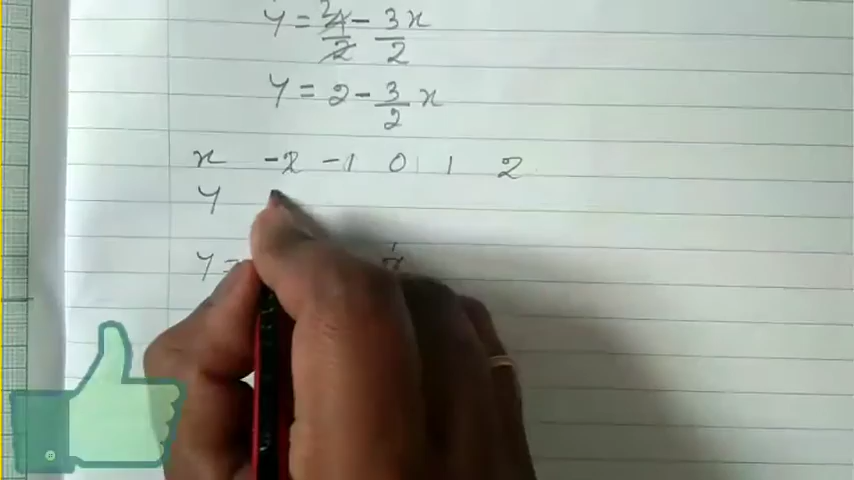 y = 4/2 - 3x/2
y = 2 - 3/2 x
x -2 -1 0 1 2
y
y =